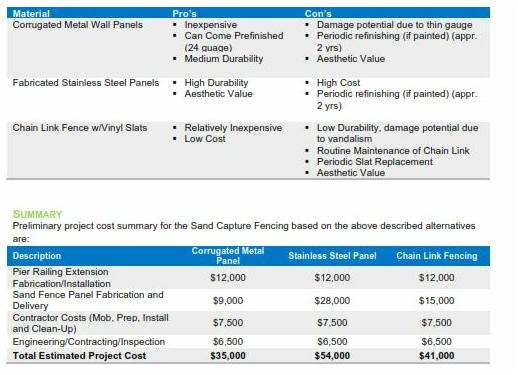 Material Pro's Con's
Corrugated Metal Wall Panels ▪ Inexpensive ▪ Damage potential due to thin gauge
▪ Can Come Prefinished ▪ Periodic refinishing (if painted) (appr.
(24 guage) 2 yrs)
▪ Medium Durability ▪ Aesthetic Value
Fabricated Stainless Steel Panels ▪ High Durability ▪ High Cost
▪ Aesthetic Value ▪ Periodic refinishing (if painted) (appr.
2 yrs)
Chain Link Fence w/Vinyl Slats ▪ Relatively Inexpensive ▪ Low Durability, damage potential due
▪ Low Cost to vandalism
▪ Routine Maintenance of Chain Link
▪ Periodic Slat Replacement
▪ Aesthetic Value
SUMMARY
Preliminary project cost summary for the Sand Capture Fencing based on the above described alternatives
are:
Description Corrugated Metal Panel Stainless Steel Panel Chain Link Fencing
Pier Railing Extension
Fabrication/Installation $12,000 $12,000 $12,000
Sand Fence Panel Fabrication and
Delivery $9,000 $28,000 $15,000
Contractor Costs (Mob, Prep, Install
and Clean-Up) $7,500 $7,500 $7,500
Engineering/Contracting/Inspection $6,500 $6,500 $6,500
Total Estimated Project Cost $35,000 $54,000 $41,000